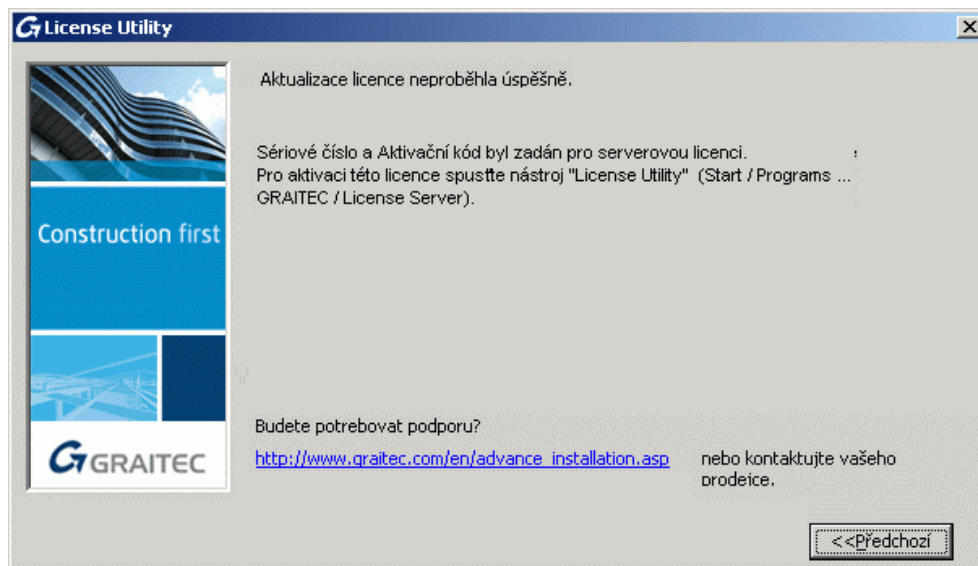 License Utility
Aktualizace licence neproběhla úspěšně.
Sériové číslo a Aktivační kód byl zadán pro serverovou licenci.
Pro aktivaci této licence spusťte nástroj "License Utility" (Start / Programs ...
GRAITEC / License Server).
Construction first
Budete potrebovat podporu?
http://www.graitec.com/en/advance_installation.asp nebo kontaktujte vašeho
prodejce.
GRAITEC
<<Předchozí